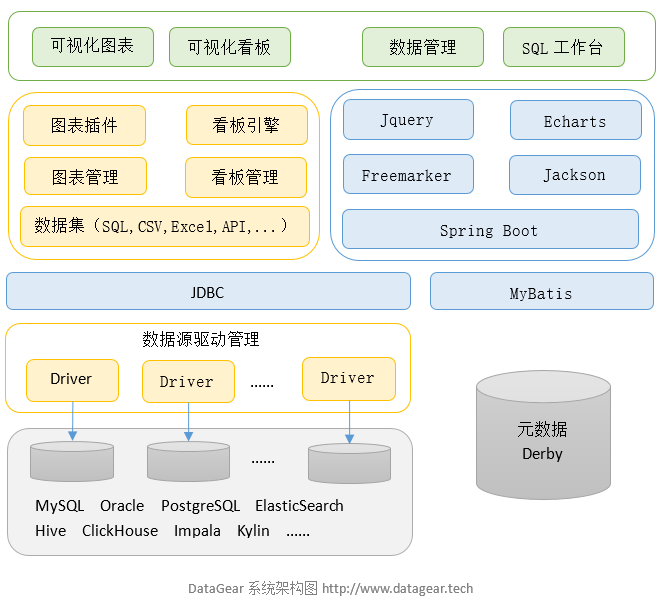 可视化图表
可视化看板
数据管理
SQL 工作台
图表插件
看板引擎
图表管理
看板管理
数据集（SQL,CSV,Excel,API,...）
Jquery
Echarts
Freemarker
Jackson
Spring Boot
JDBC
MyBatis
数据源驱动管理
Driver
Driver
......
Driver
......
MySQL Oracle PostgreSQL ElasticSearch
Hive ClickHouse Impala Kylin ......
元数据
Derby
DataGear 系统架构图 http://www.datagear.tech